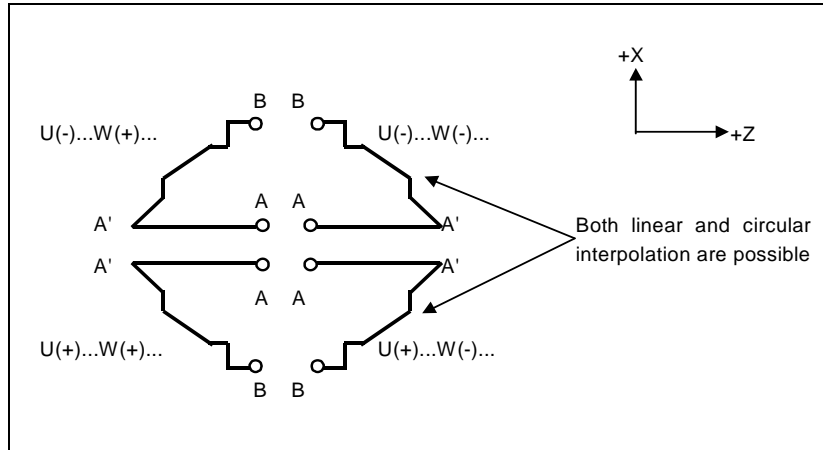 +X
+Z
B B
U(-)...W(+)... U(-)...W(-)...
A A
A' A'
Both linear and circular
interpolation are possible
A' A'
A A
U(+)...W(+)... U(+)...W(-)...
B B